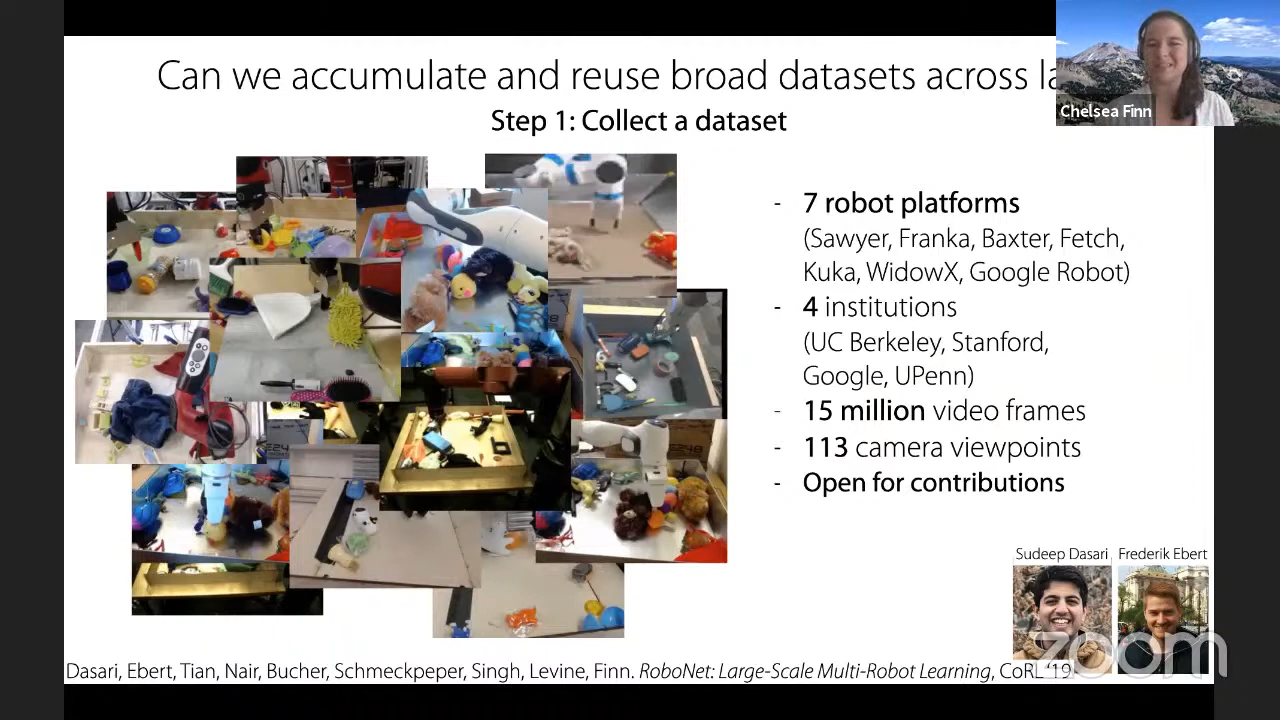 Can we accumulate and reuse broad datasets across la
Chelsea Finn
Step 1: Collect a dataset
- 7 robot platforms
(Sawyer, Franka, Baxter, Fetch,
Kuka, WidowX, Google Robot)
- 4 institutions
(UC Berkeley, Stanford,
Google, UPenn)
- 15 million video frames
- 113 camera viewpoints
- Open for contributions
Sudeep Dasari Frederik Ebert
zoom
Dasari, Ebert, Tian, Nair, Bucher, Schmeckpeper, Singh, Levine, Finn. RoboNet: Large-Scale Multi-Robot Learning, CoRL '19